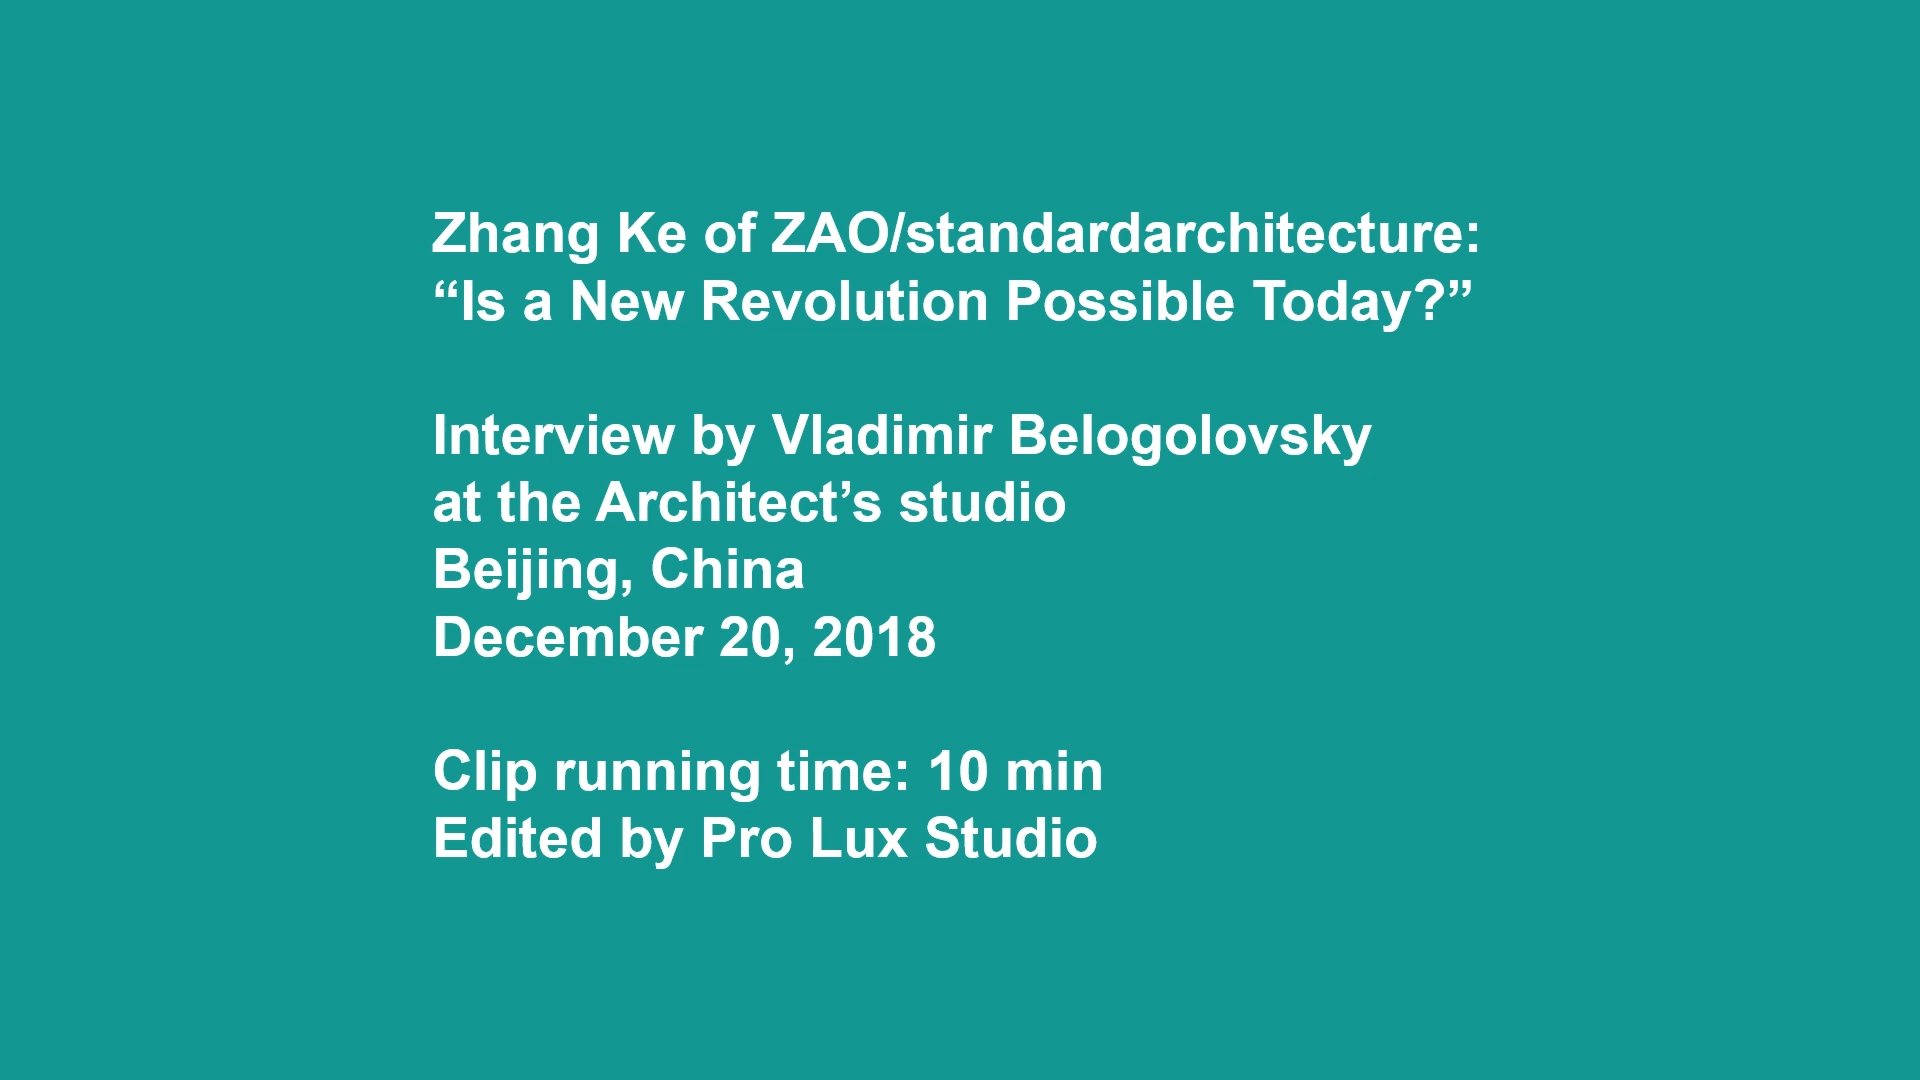 Zhang Ke of ZAO/standardarchitecture:
“Is a New Revolution Possible Today?”
Interview by Vladimir Belogolovsky
at the Architect’s studio
Beijing, China
December 20, 2018
Clip running time: 10 min
Edited by Pro Lux Studio